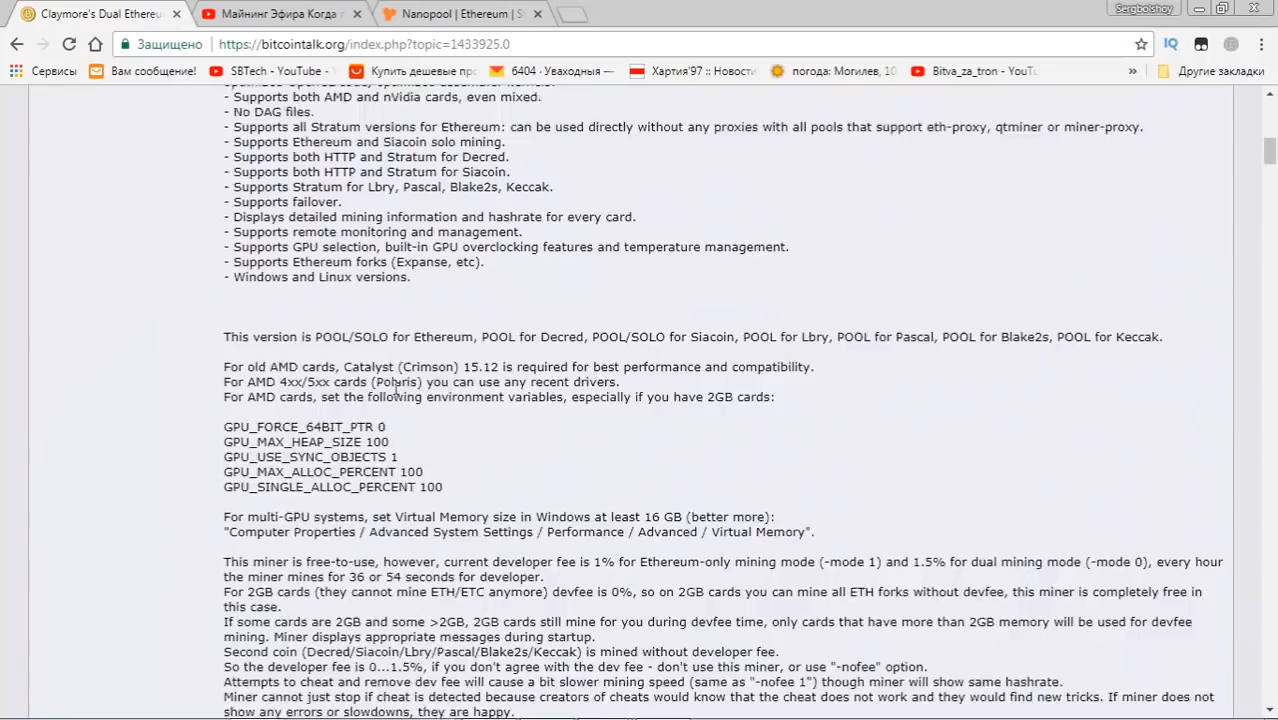 Claymore's Dual Ethereu
Майнинг Эфира Когда г
Nanopool | Ethereum | S
Sergbolshoy
Защищено
https://bitcointalk.org/index.php?topic=1433925.0
IQ
Сервисы
Вам сообщение!
SBTech - YouTube -
Купить дешевые пр
6404 · Уваходныя —
Хартия'97 :: Новост
погода: Могилев, 10
Bitva_za_tron - YouT
»
Другие закладки
- Supports both AMD and nVidia cards, even mixed.
- No DAG files.
- Supports all Stratum versions for Ethereum: can be used directly without any proxies with all pools that support eth-proxy, qtminer or miner-proxy.
- Supports Ethereum and Siacoin solo mining.
- Supports both HTTP and Stratum for Decred.
- Supports both HTTP and Stratum for Siacoin.
- Supports Stratum for Lbry, Pascal, Blake2s, Keccak.
- Supports failover.
- Displays detailed mining information and hashrate for every card.
- Supports remote monitoring and management.
- Supports GPU selection, built-in GPU overclocking features and temperature management.
- Supports Ethereum forks (Expanse, etc).
- Windows and Linux versions.
This version is POOL/SOLO for Ethereum, POOL for Decred, POOL/SOLO for Siacoin, POOL for Lbry, POOL for Pascal, POOL for Blake2s, POOL for Keccak.
For old AMD cards, Catalyst (Crimson) 15.12 is required for best performance and compatibility.
For AMD 4xx/5xx cards (Polaris) you can use any recent drivers.
For AMD cards, set the following environment variables, especially if you have 2GB cards:
GPU_FORCE_64BIT_PTR 0
GPU_MAX_HEAP_SIZE 100
GPU_USE_SYNC_OBJECTS 1
GPU_MAX_ALLOC_PERCENT 100
GPU_SINGLE_ALLOC_PERCENT 100
For multi-GPU systems, set Virtual Memory size in Windows at least 16 GB (better more):
"Computer Properties / Advanced System Settings / Performance / Advanced / Virtual Memory".
This miner is free-to-use, however, current developer fee is 1% for Ethereum-only mining mode (-mode 1) and 1.5% for dual mining mode (-mode 0), every hour
the miner mines for 36 or 54 seconds for developer.
For 2GB cards (they cannot mine ETH/ETC anymore) devfee is 0%, so on 2GB cards you can mine all ETH forks without devfee, this miner is completely free in
this case.
If some cards are 2GB and some >2GB, 2GB cards still mine for you during devfee time, only cards that have more than 2GB memory will be used for devfee
mining. Miner displays appropriate messages during startup.
Second coin (Decred/Siacoin/Lbry/Pascal/Blake2s/Keccak) is mined without developer fee.
So the developer fee is 0...1.5%, if you don't agree with the dev fee - don't use this miner, or use "-nofee" option.
Attempts to cheat and remove dev fee will cause a bit slower mining speed (same as "-nofee 1") though miner will show same hashrate.
Miner cannot just stop if cheat is detected because creators of cheats would know that the cheat does not work and they would find new tricks. If miner does not
show any errors or slowdowns, they are happy.